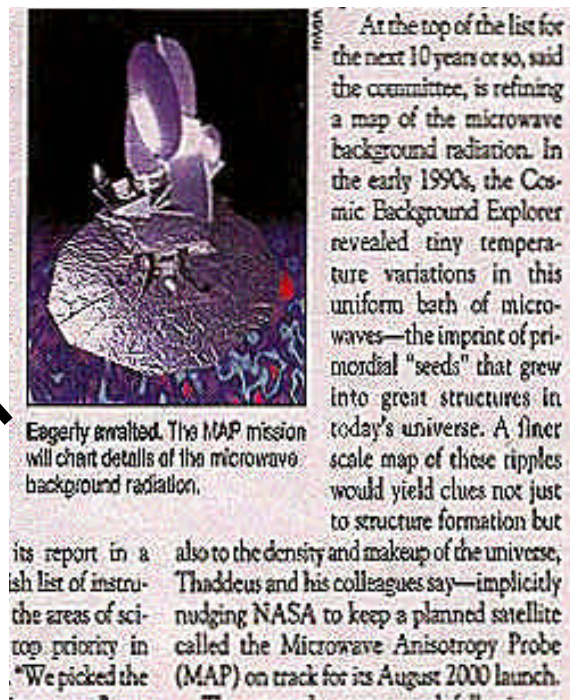 At the top of the list for
the next 10 years or so, said
the committee, is refining
a map of the microwave
background radiation. In
the early 1990s, the Cos-
mic Background Explorer
revealed tiny tempera-
ture variations in this
uniform bath of micro-
waves—the imprint of pri-
mordial "seeds" that grew
into great structures in
today's universe. A finer
scale map of these ripples
would yield clues not just
to structure formation but
also to the density and makeup of the universe,
Thaddeus and his colleagues say—implicitly
nudging NASA to keep a planned satellite
called the Microwave Anisotropy Probe
(MAP) on track for its August 2000 launch.
Eagerly awaited. The MAP mission
will chart details of the microwave
background radiation.
its report in a
ish list of instru-
the areas of sci-
top priority in
"We picked the